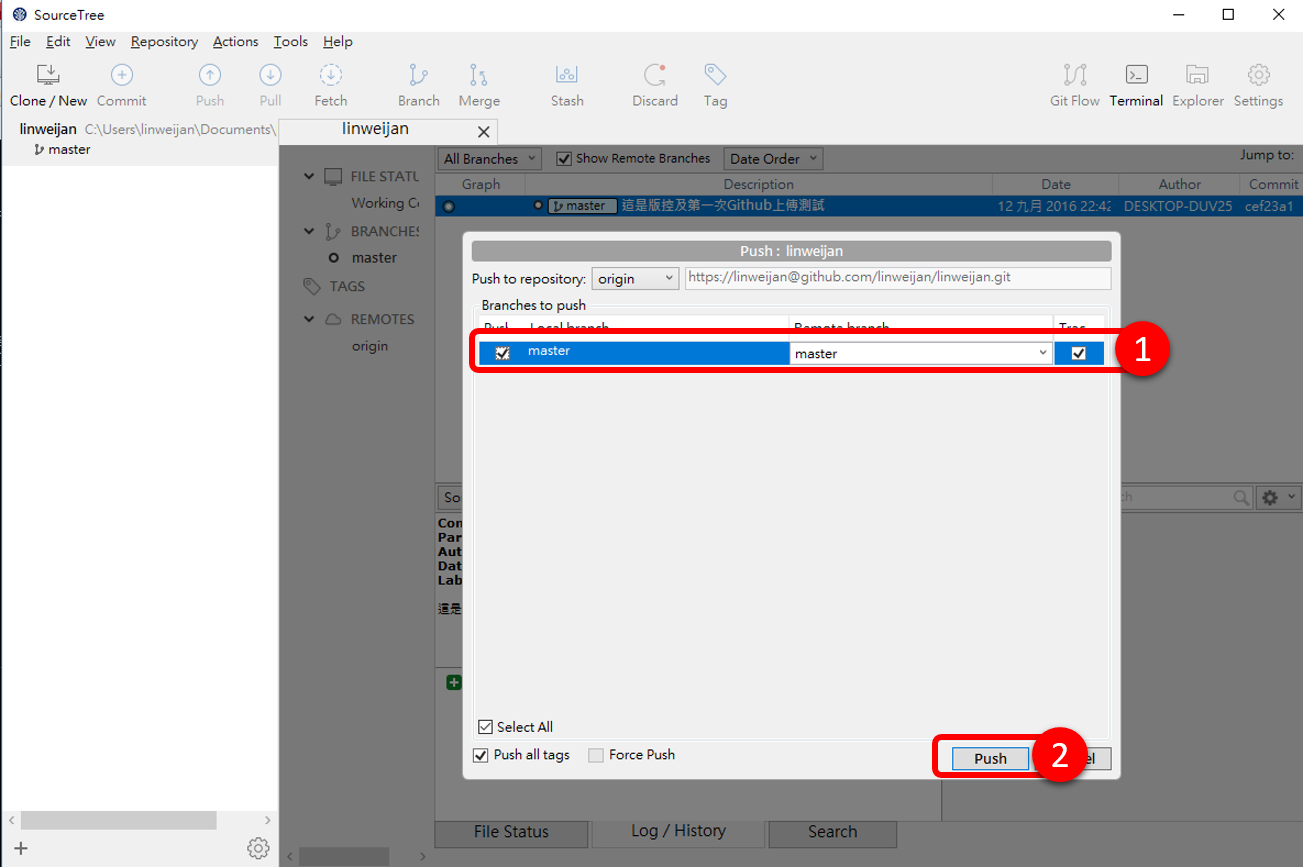 SourceTree
File Edit View Repository Actions Tools Help
Clone / New Commit Push Pull Fetch Branch Merge Stash Discard Tag Git Flow Terminal Explorer Settings
linweijan C:\Users\linweijan\Documents\
master
linweijan
All Branches Show Remote Branches Date Order Jump to:
Graph Description Date Author Commit
master 這是版控及第一次Github上傳測試 12 九月 2016 22:42 DESKTOP-DUV25 cef23a1
FILE STATU
Working Co
BRANCHES
master
TAGS
REMOTES
origin
Push : linweijan
Push to repository: origin https://linweijan@github.com/linweijan/linweijan.git
Branches to push
Push Local branch Remote branch Trac
master master 1
So
Con
Par
Aut
Dat
Lab
這是
Select All
Push all tags Force Push
Push 2 el
File Status Log / History Search